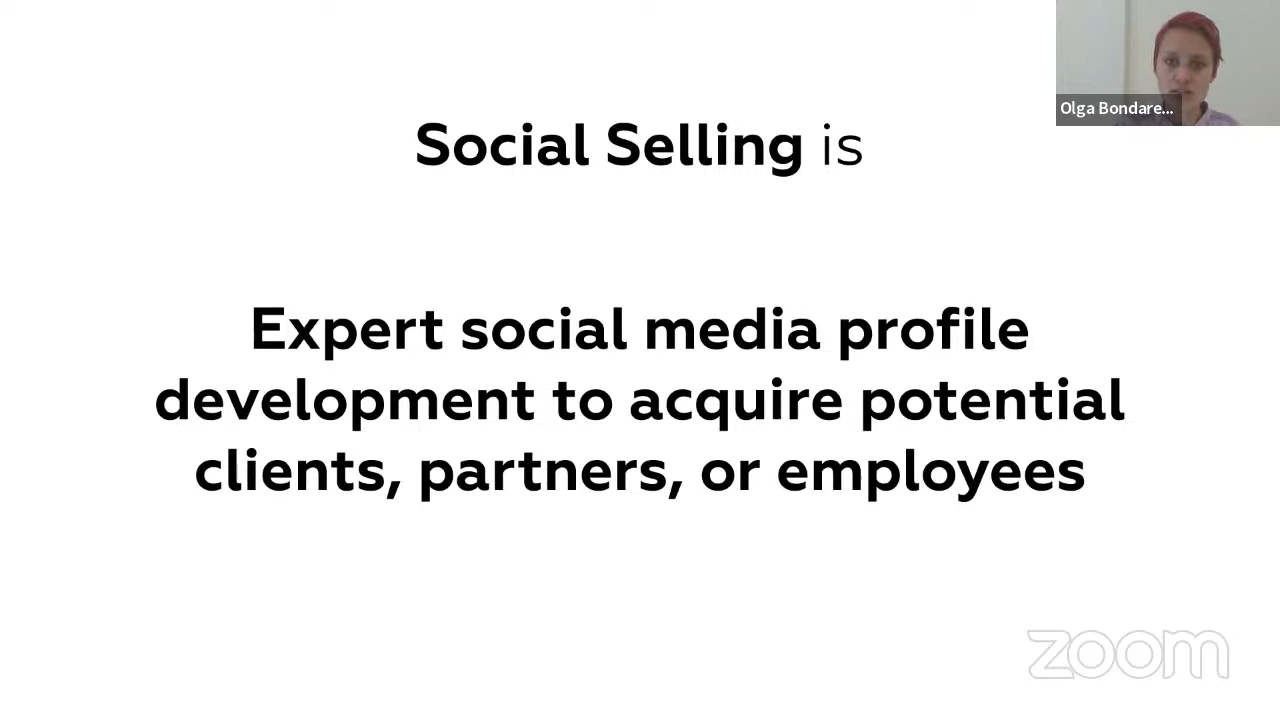 Olga Bondare...
Social Selling is
Expert social media profile
development to acquire potential
clients, partners, or employees
zoom